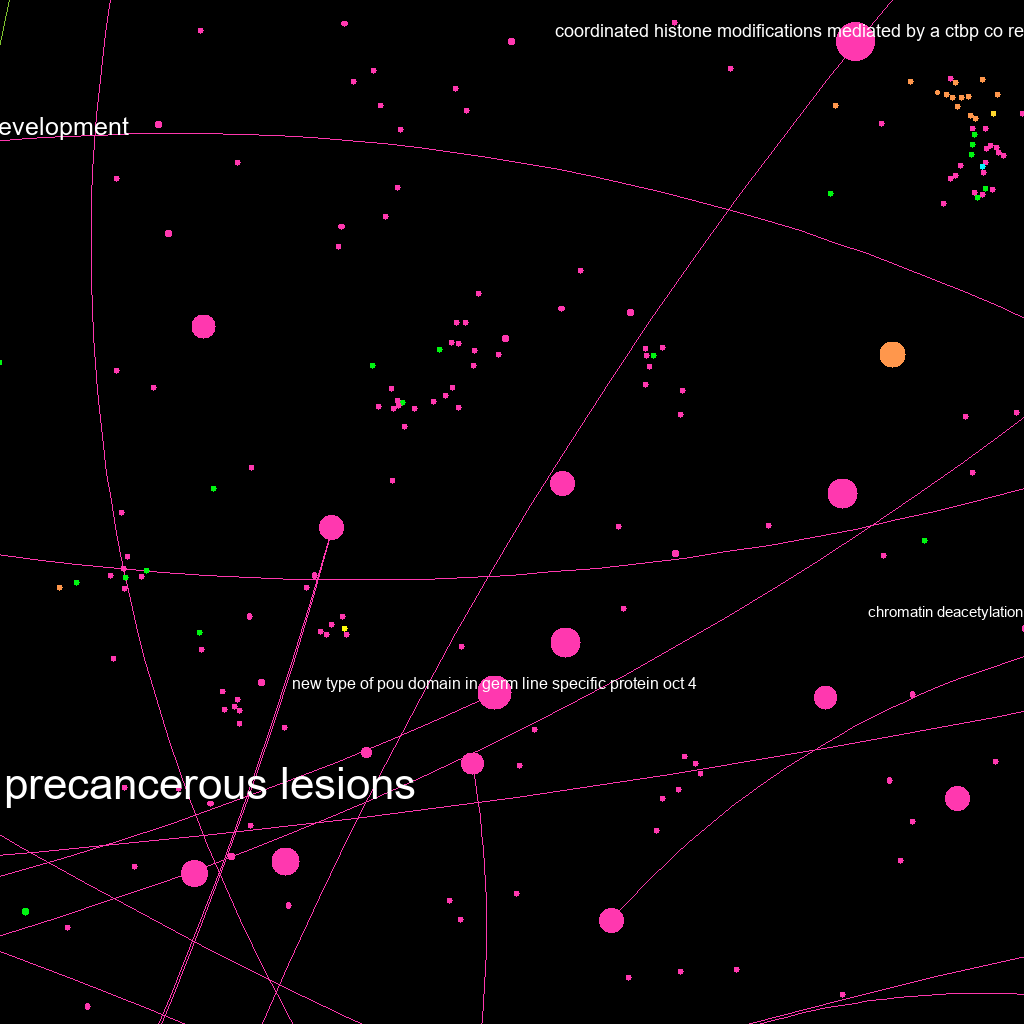 coordinated histone modifications mediated by a ctbp co re
evelopment
chromatin deacetylation
new type of pou domain in germ line specific protein oct 4
precancerous lesions